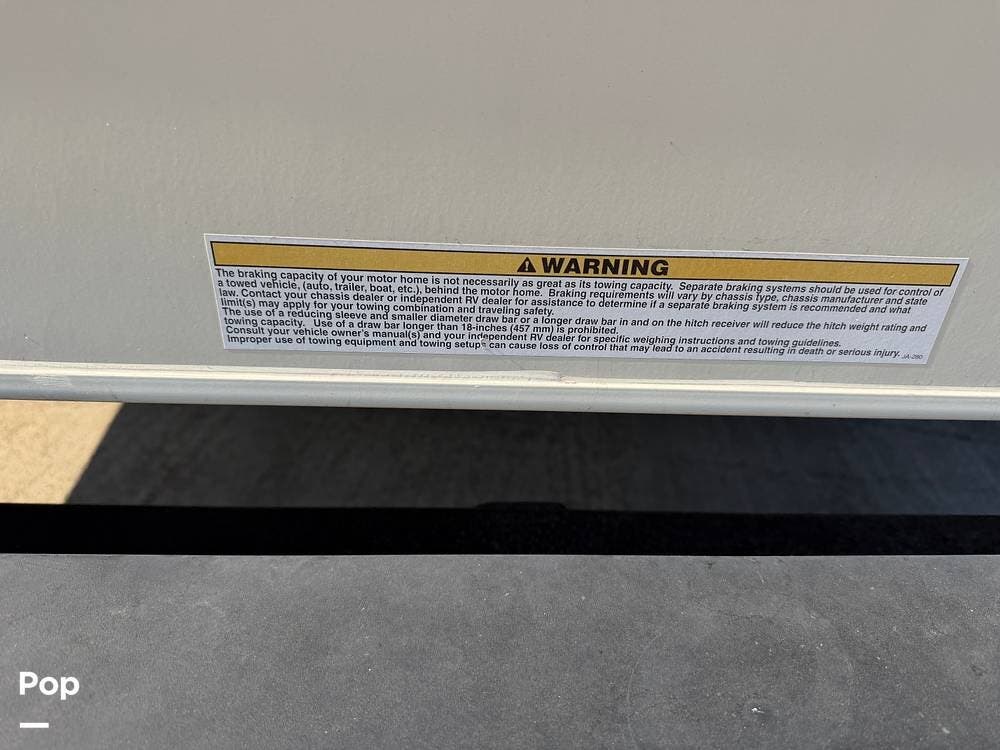 ⚠ WARNING
The braking capacity of your motor home is not necessarily as great as its towing capacity. Separate braking systems should be used for control of
a towed vehicle, (auto, trailer, boat, etc.), behind the motor home. Braking requirements will vary by chassis type, chassis manufacturer and state
law. Contact your chassis dealer or independent RV dealer for assistance to determine if a separate braking system is recommended and what
limit(s) may apply for your towing combination and traveling safety.
The use of a reducing sleeve and smaller diameter draw bar or a longer draw bar in and on the hitch receiver will reduce the hitch weight rating and
towing capacity. Use of a draw bar longer than 18-inches (457 mm) is prohibited.
Consult your vehicle owner's manual(s) and your independent RV dealer for specific weighing instructions and towing guidelines.
Improper use of towing equipment and towing setups can cause loss of control that may lead to an accident resulting in death or serious injury. JA-280
Pop